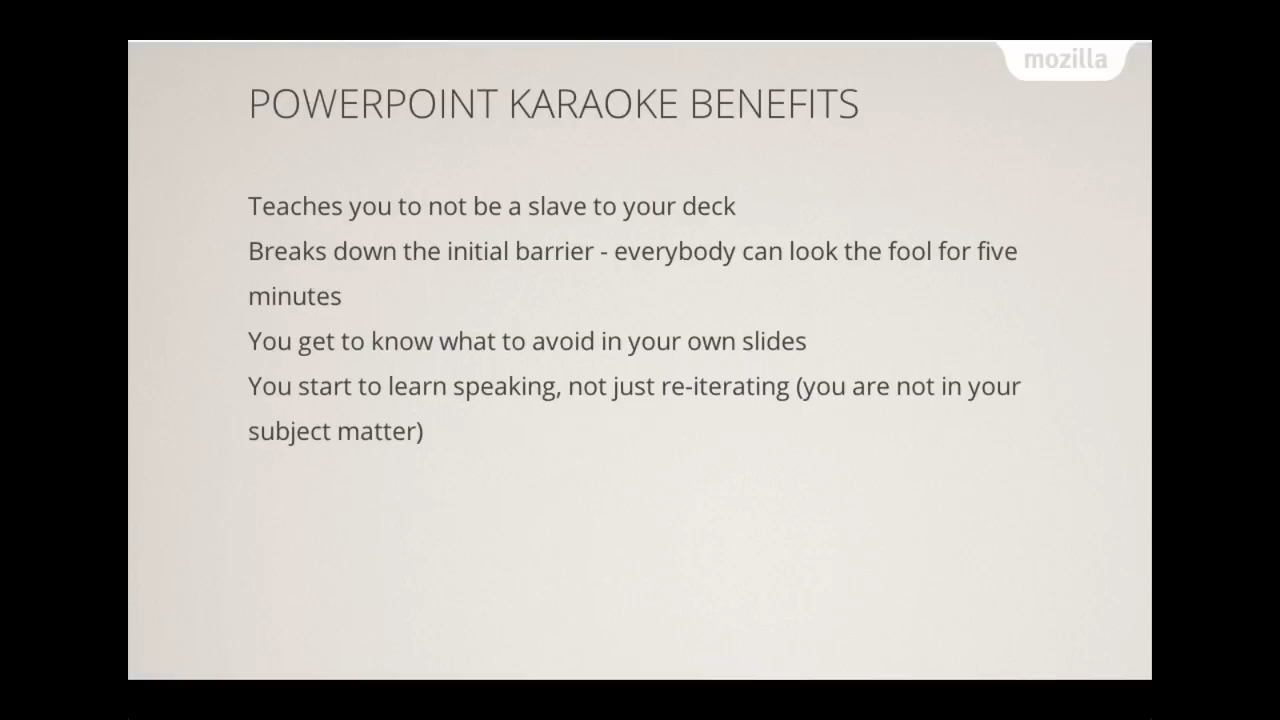 mozilla
POWERPOINT KARAOKE BENEFITS
Teaches you to not be a slave to your deck
Breaks down the initial barrier - everybody can look the fool for five
minutes
You get to know what to avoid in your own slides
You start to learn speaking, not just re-iterating (you are not in your
subject matter)